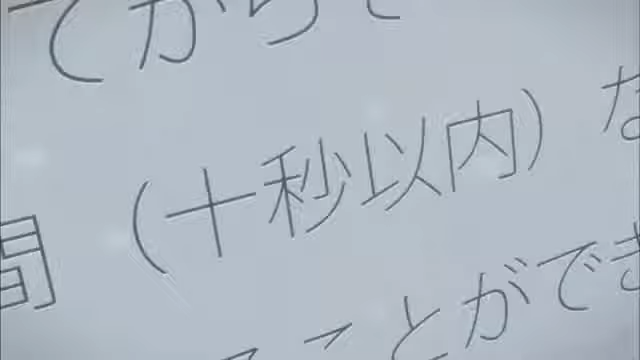 てから
間（十秒以内）な
ことができ